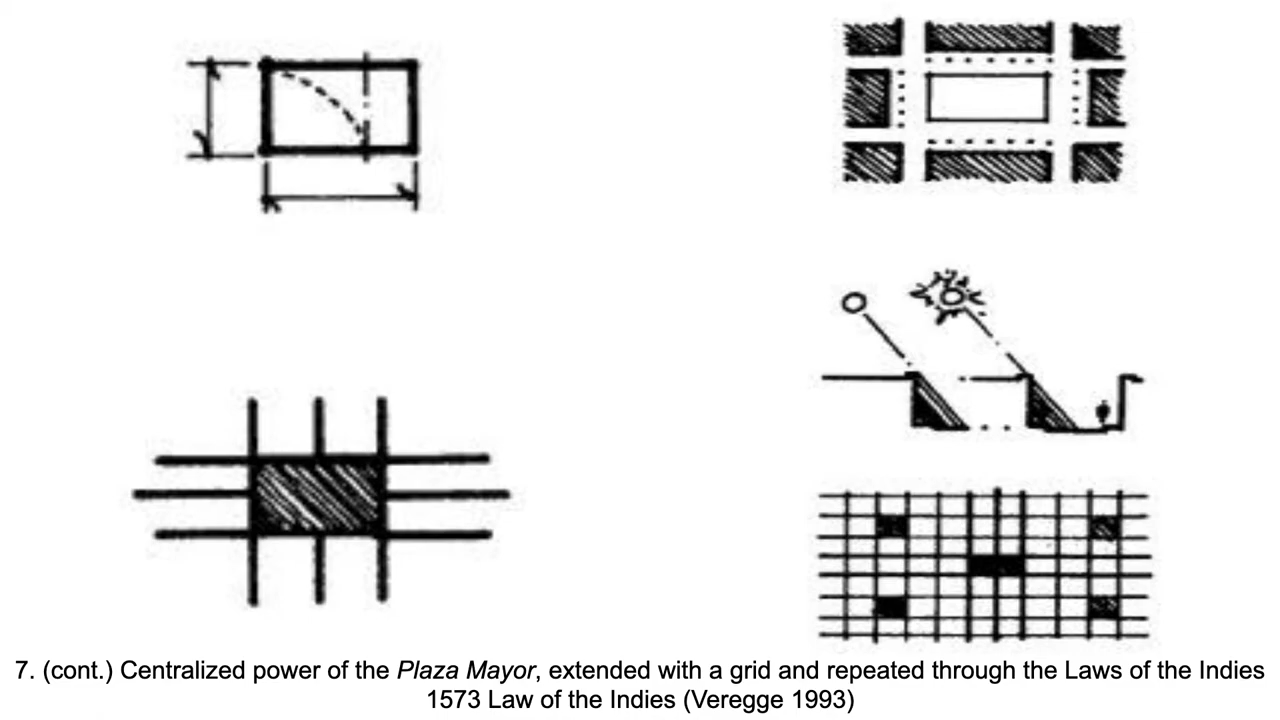 7. (cont.) Centralized power of the Plaza Mayor, extended with a grid and repeated through the Laws of the Indies
1573 Law of the Indies (Veregge 1993)